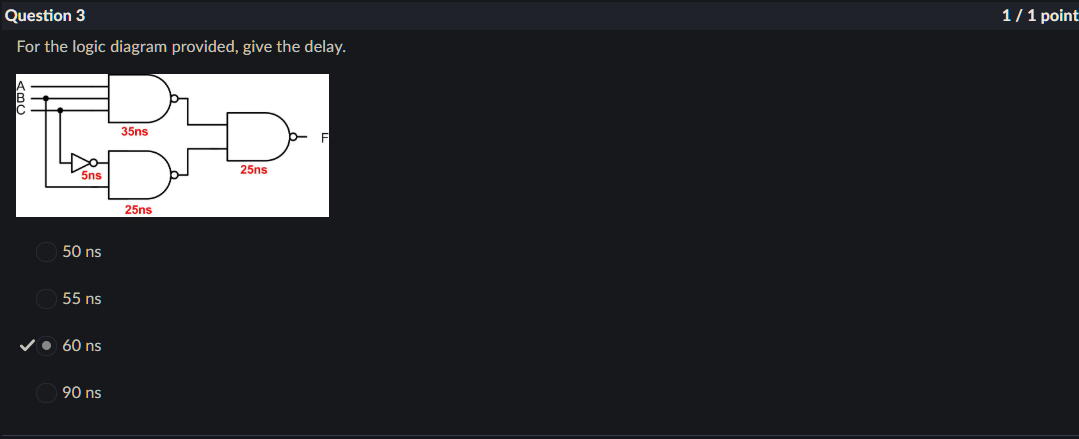 Question 3
1 / 1 point
For the logic diagram provided, give the delay.
A
B
C
35ns
F
5ns
25ns
25ns
50 ns
55 ns
60 ns
90 ns